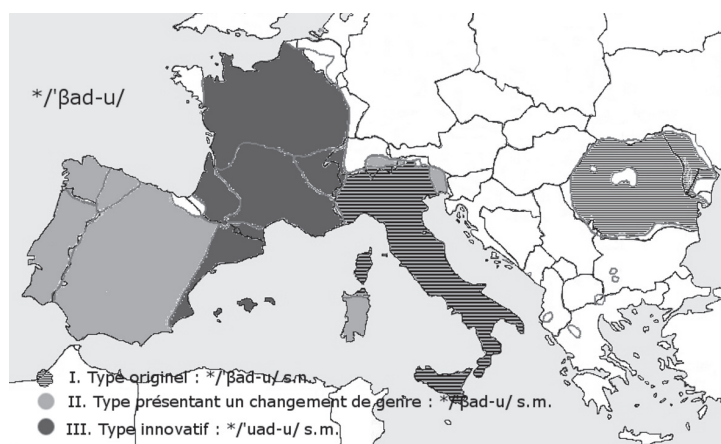 */'βad-u/
I. Type originel : */'βad-u/ s.m.
II. Type présentant un changement de genre : */'βad-u/ s.m.
III. Type innovatif : */'uad-u/ s.m.